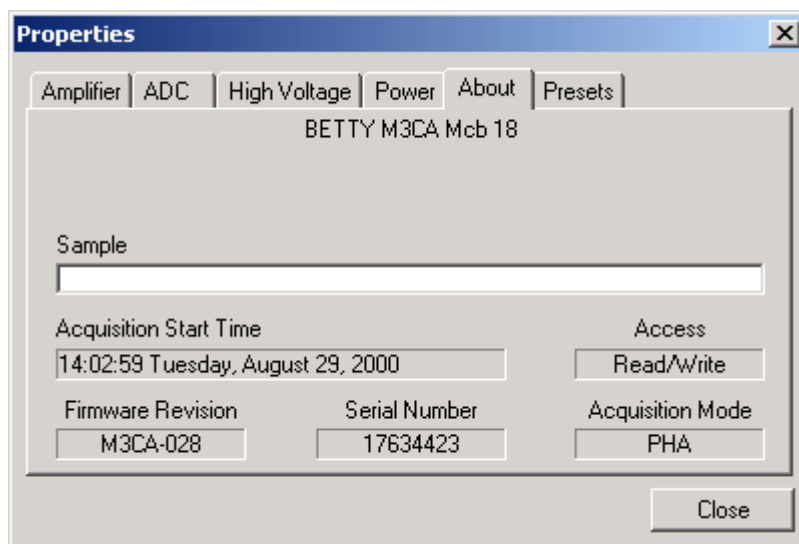 Properties
Amplifier ADC High Voltage Power About Presets
BETTY M3CA Mcb 18
Sample
Acquisition Start Time Access
14:02:59 Tuesday, August 29, 2000 Read/Write
Firmware Revision Serial Number Acquisition Mode
M3CA-028 17634423 PHA
Close